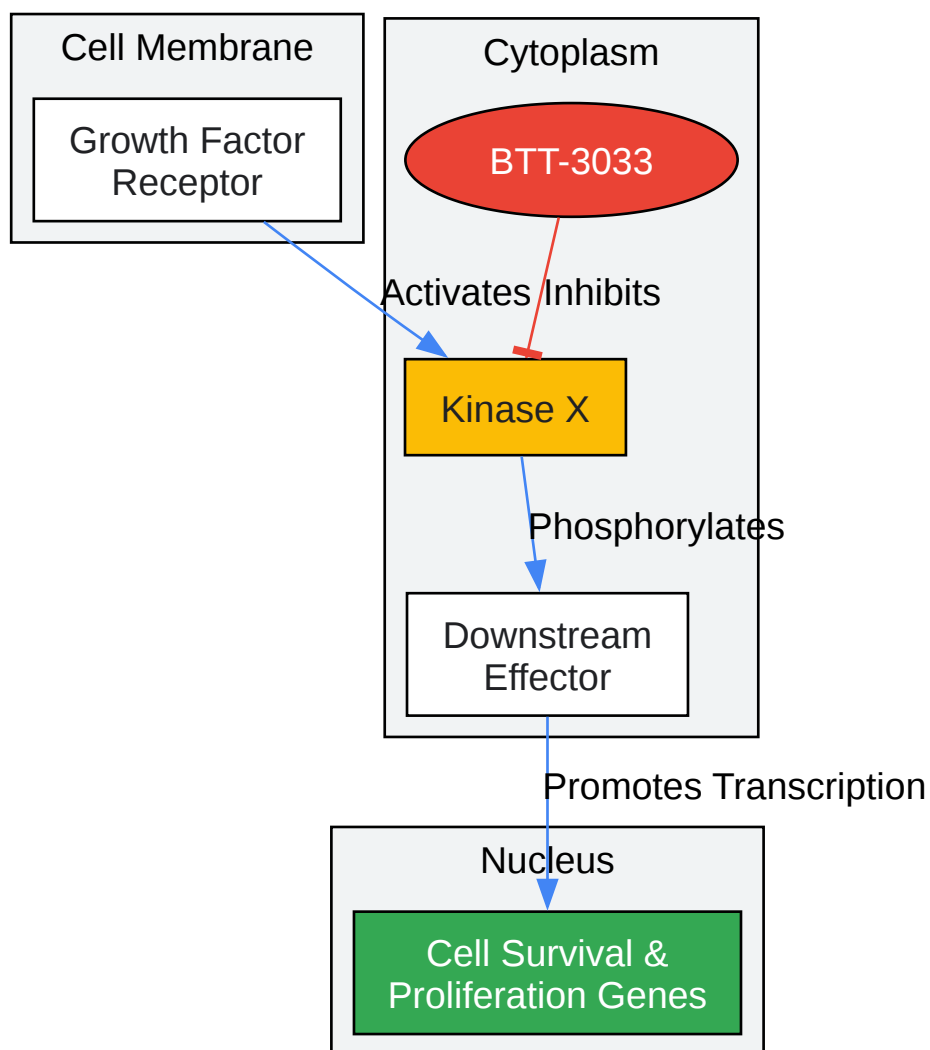 Cell Membrane
Growth Factor
Receptor
Cytoplasm
BTT-3033
Activates
Inhibits
Kinase X
Phosphorylates
Downstream
Effector
Promotes Transcription
Nucleus
Cell Survival &
Proliferation Genes